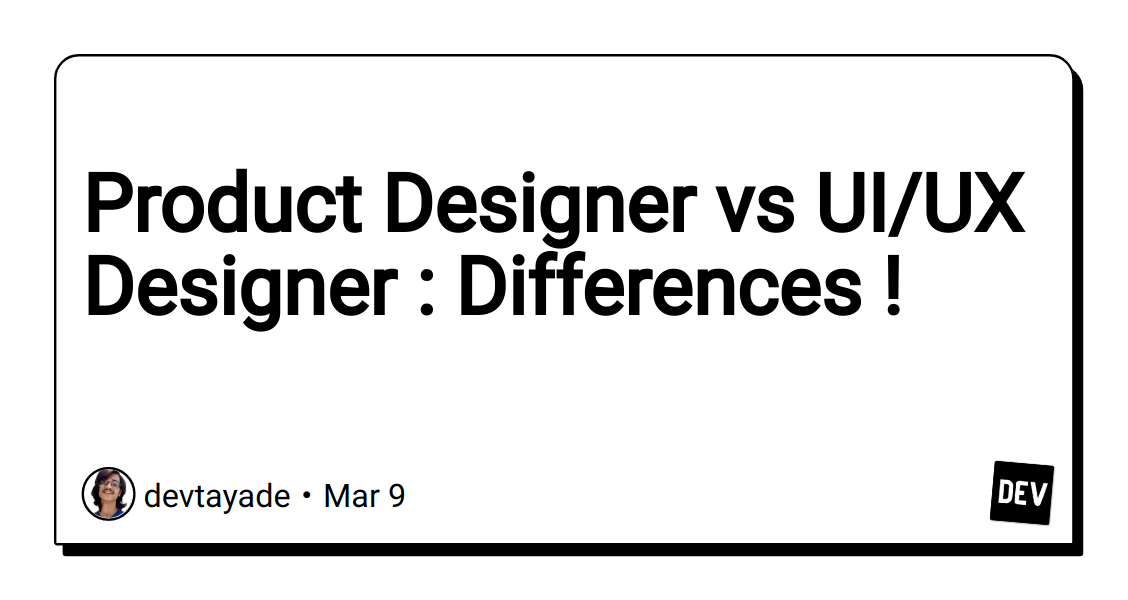 Product Designer vs UI/UX
Designer : Differences !
devtayade • Mar 9
DEV